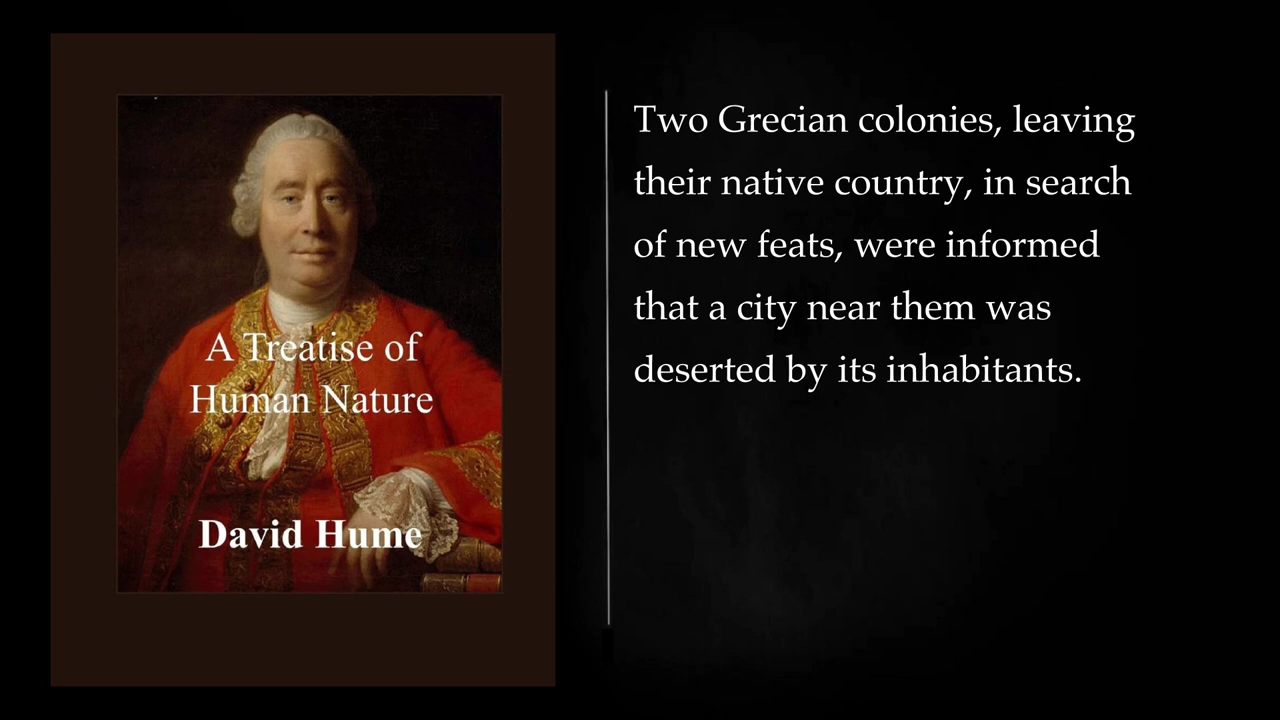 A Treatise of
Human Nature
David Hume
Two Grecian colonies, leaving
their native country, in search
of new feats, were informed
that a city near them was
deserted by its inhabitants.